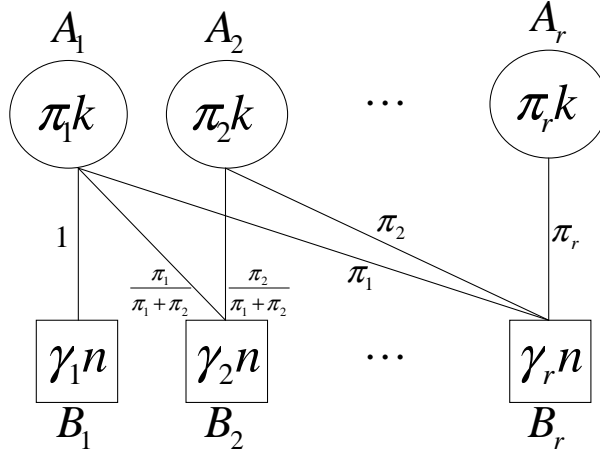 A₁ A₂ Aᵣ
π₁k π₂k ⋯ πᵣk
1 π₁/(π₁+π₂) π₂/(π₁+π₂) π₁ π₂ πᵣ
γ₁n γ₂n ⋯ γᵣn
B₁ B₂ Bᵣ